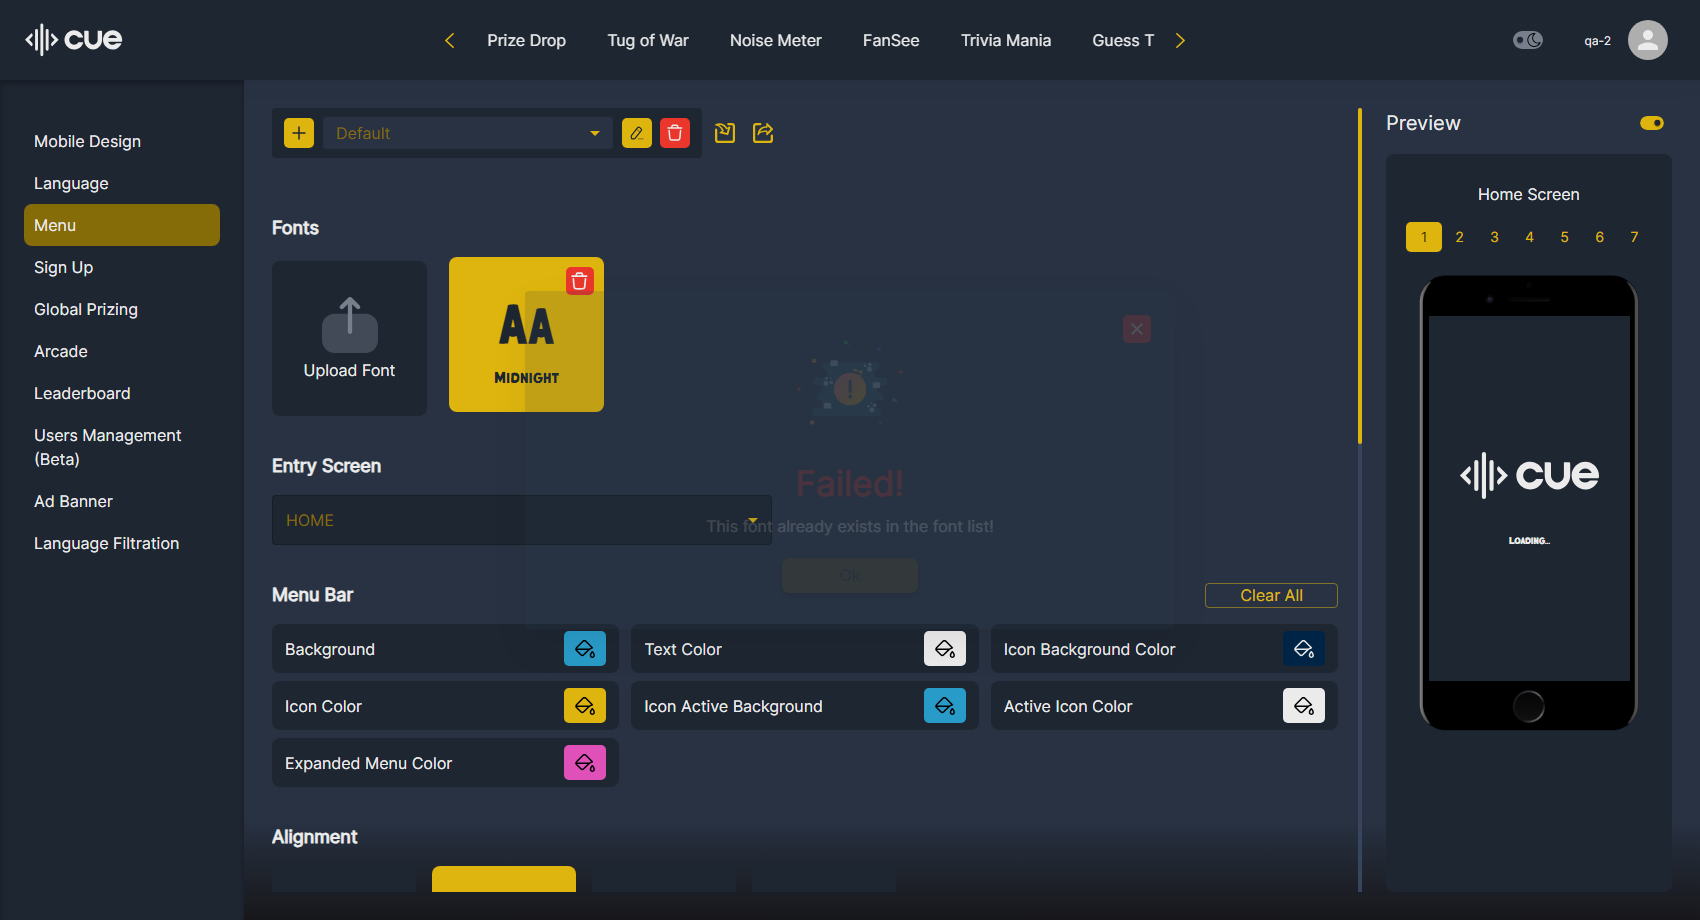 cue
Prize Drop
Tug of War
Noise Meter
FanSee
Trivia Mania
Guess T
qa-2
Mobile Design
Language
Menu
Sign Up
Global Prizing
Arcade
Leaderboard
Users Management
(Beta)
Ad Banner
Language Filtration
Default
Fonts
Upload Font
AA
MIDNIGHT
Failed!
This font already exists in the font list!
Ok
Entry Screen
HOME
Menu Bar
Clear All
Background
Text Color
Icon Background Color
Icon Color
Icon Active Background
Active Icon Color
Expanded Menu Color
Alignment
Preview
Home Screen
1 2 3 4 5 6 7
cue
LOADING...